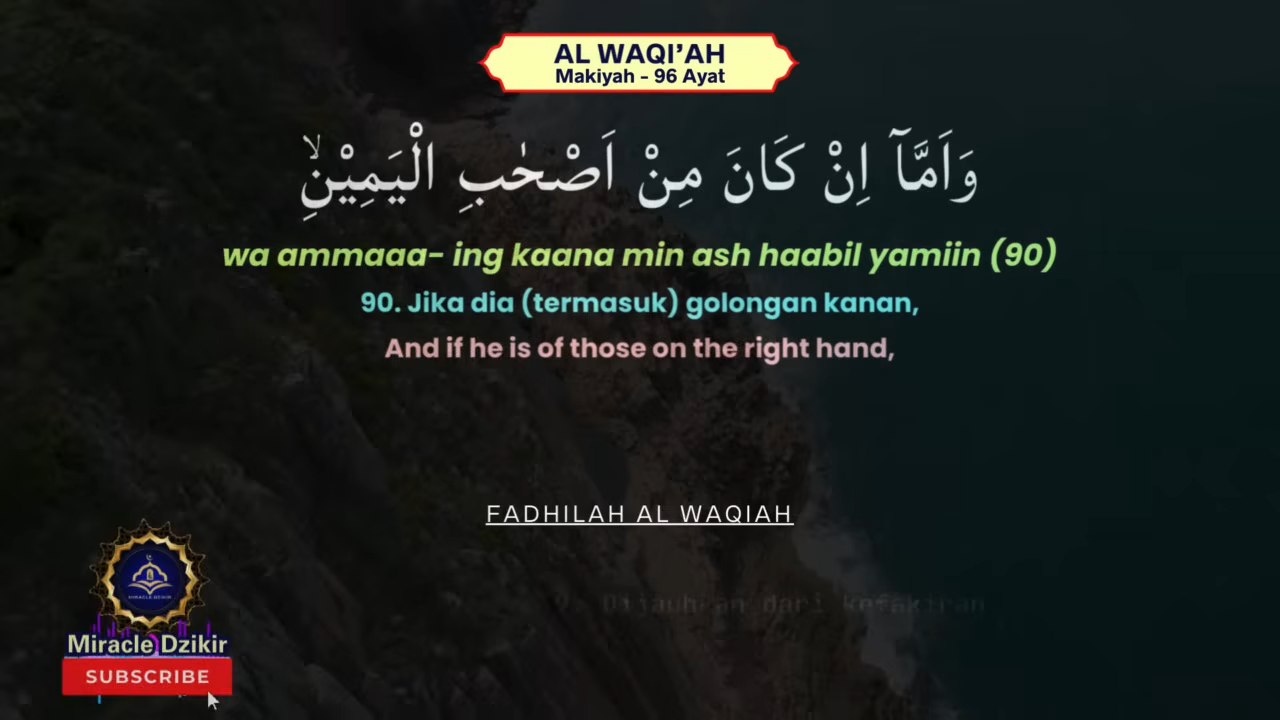 AL WAQI'AH
Makiyah - 96 Ayat
وَاَمَّآ اِنْ كَانَ مِنْ اَصْحٰبِ الْيَمِيْنِۙ
wa ammaaa- ing kaana min ash haabil yamiin (90)
90. Jika dia (termasuk) golongan kanan,
And if he is of those on the right hand,
FADHILAH AL WAQIAH
MIRACLE DZIKIR
Miracle Dzikir
SUBSCRIBE